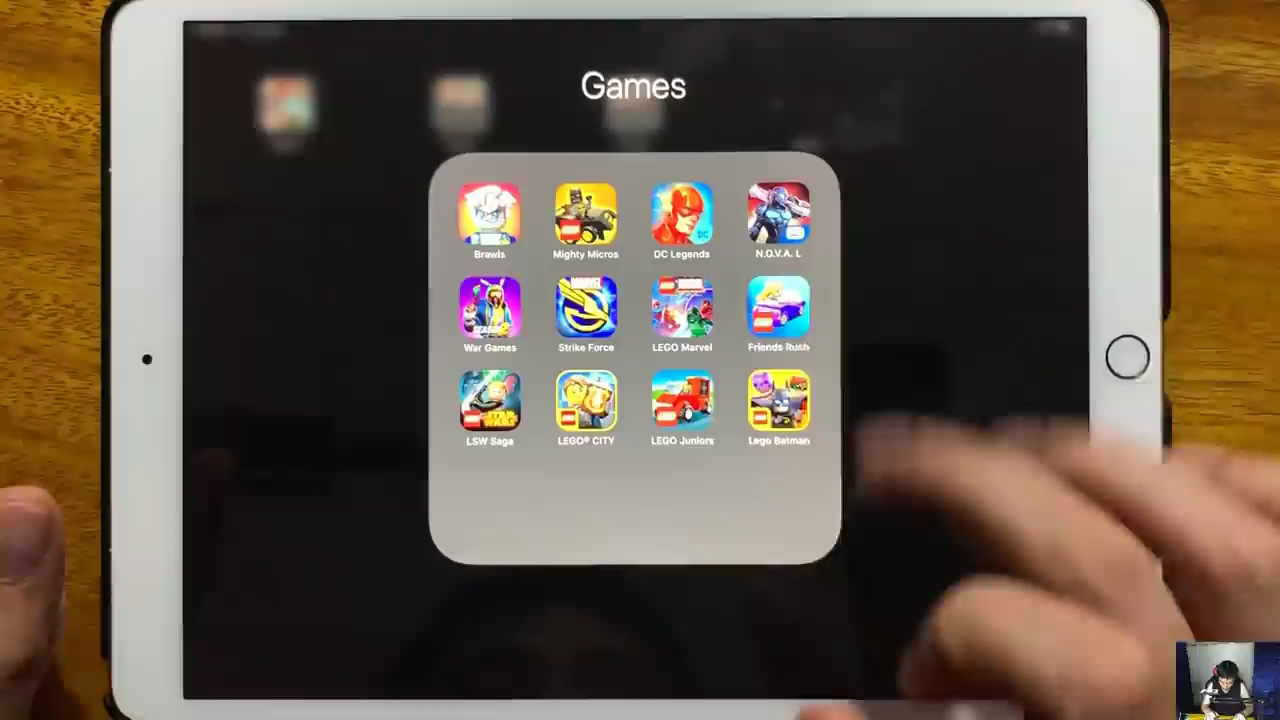 Games
Brawls
Mighty Micros
DC Legends
N.O.V.A. L
War Games
Strike Force
LEGO Marvel
Friends Rush
LSW Saga
LEGO® CITY
LEGO Juniors
Lego Batman